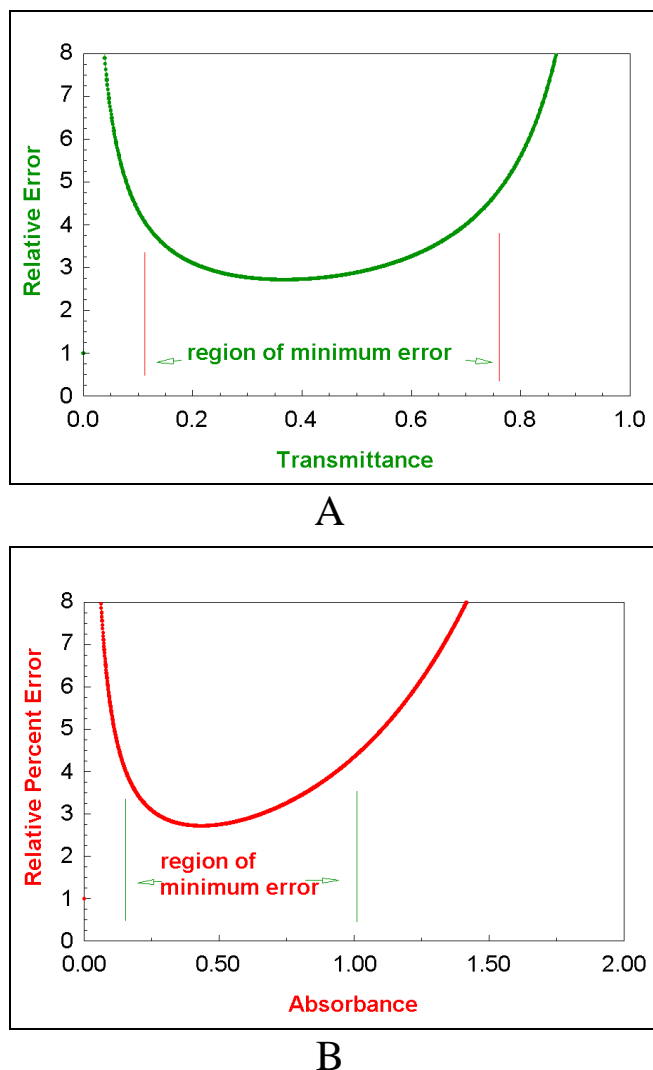 8
7
6
5
4
3
2
1
0
Relative Error
region of minimum error
0.0 0.2 0.4 0.6 0.8 1.0
Transmittance
A
8
7
6
5
4
3
2
1
0
Relative Percent Error
region of
minimum error
0.00 0.50 1.00 1.50 2.00
Absorbance
B